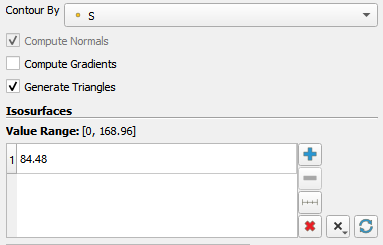 Contour By S
Compute Normals
Compute Gradients
Generate Triangles
Isosurfaces
Value Range: [0, 168.96]
1 84.48